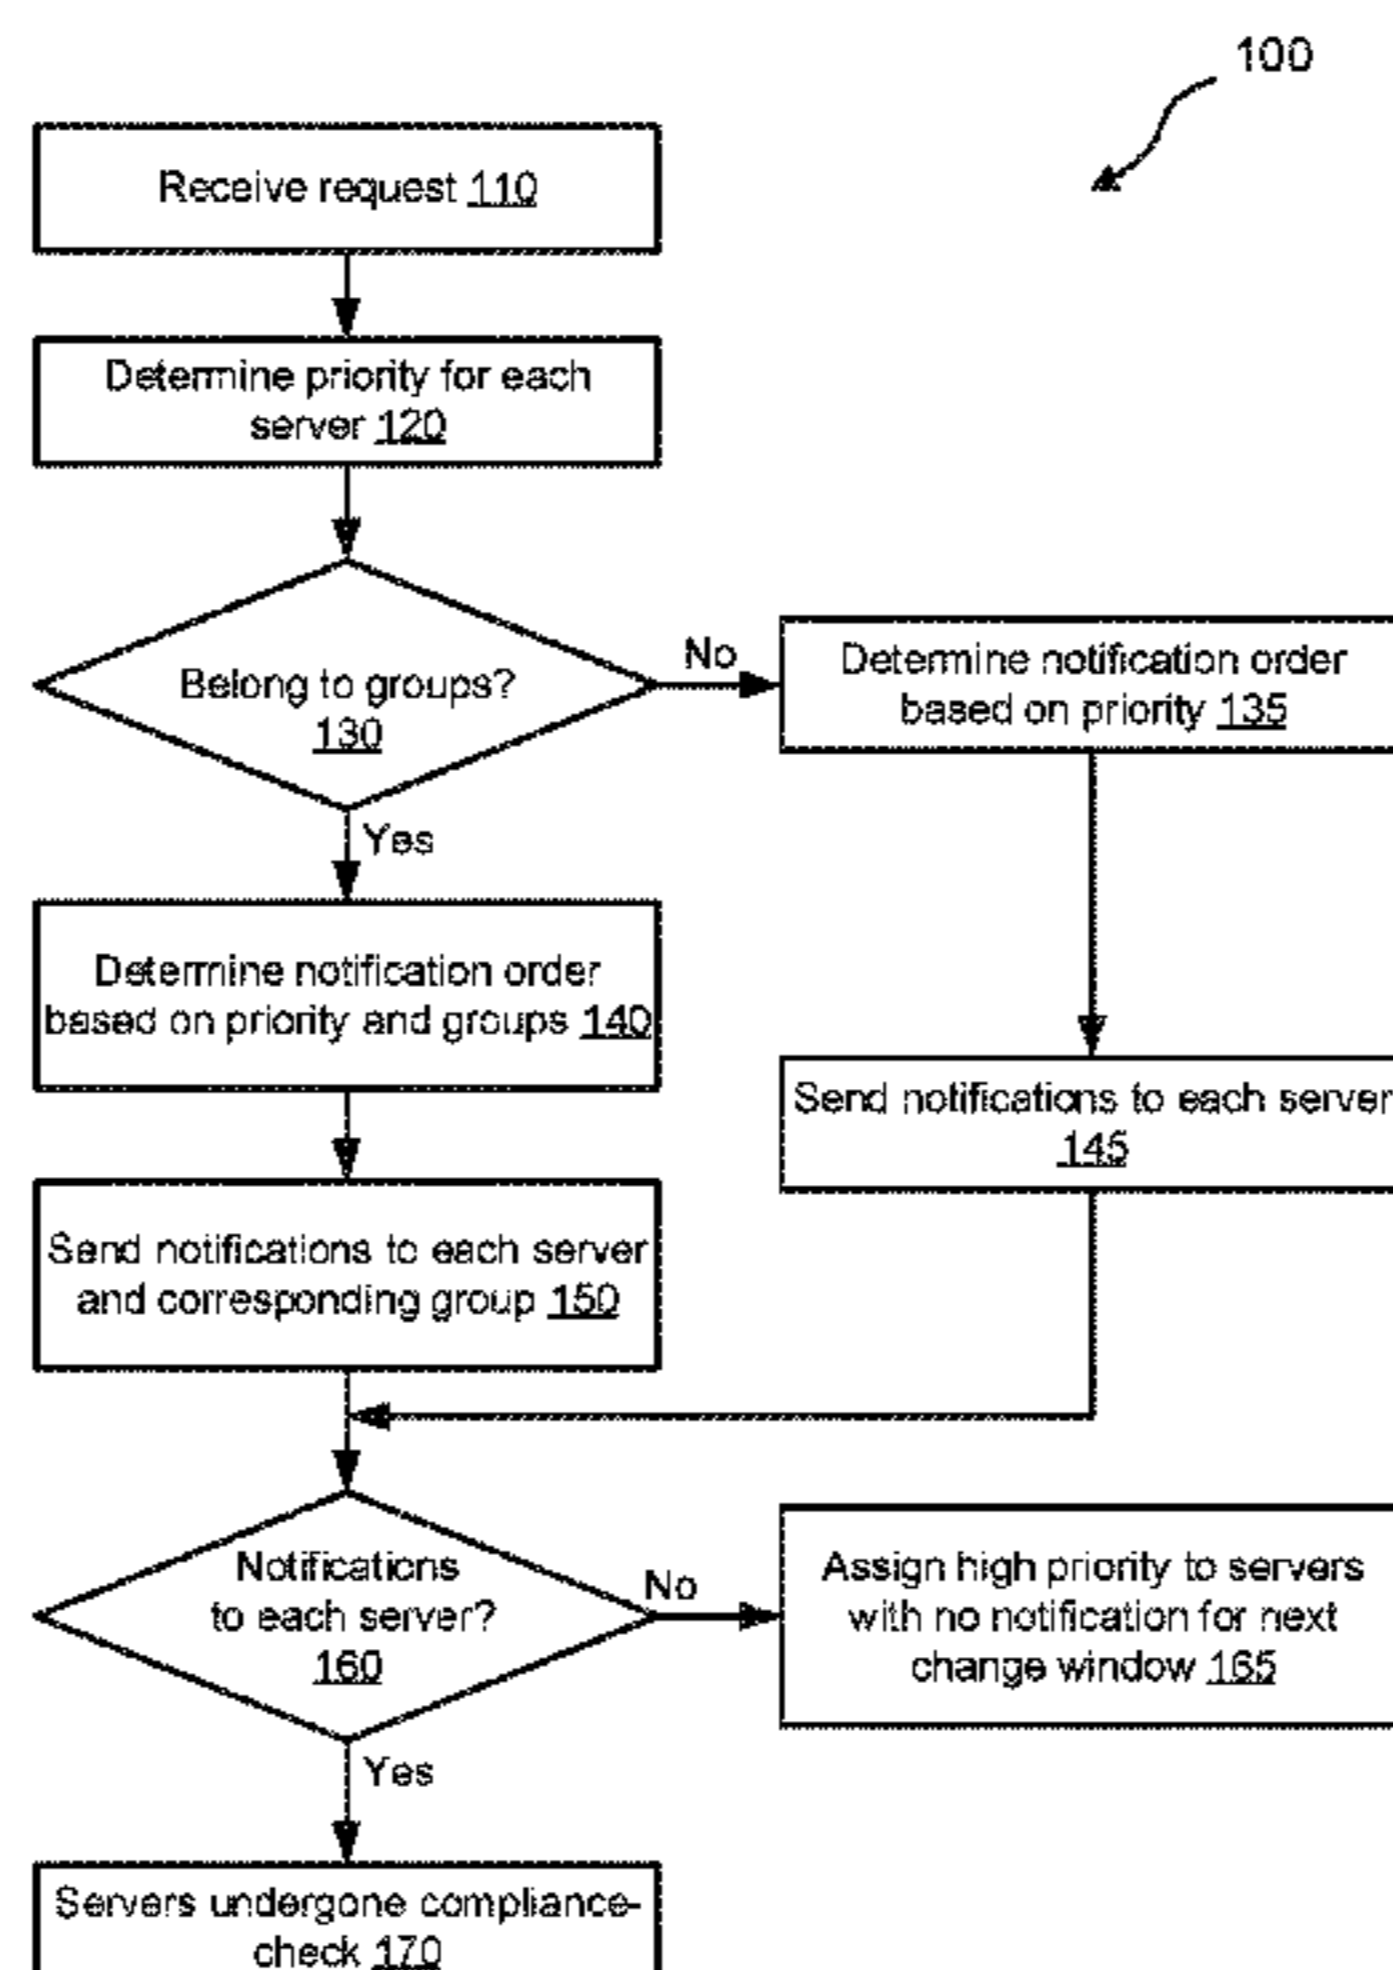 100
Receive request 110
Determine priority for each
server 120
Belong to groups?
130
No
Determine notification order
based on priority 135
Yes
Determine notification order
based on priority and groups 140
Send notifications to each server
145
Send notifications to each server
and corresponding group 150
Notifications
to each server?
160
No
Assign high priority to servers
with no notification for next
change window 165
Yes
Servers undergone compliance-
check 170